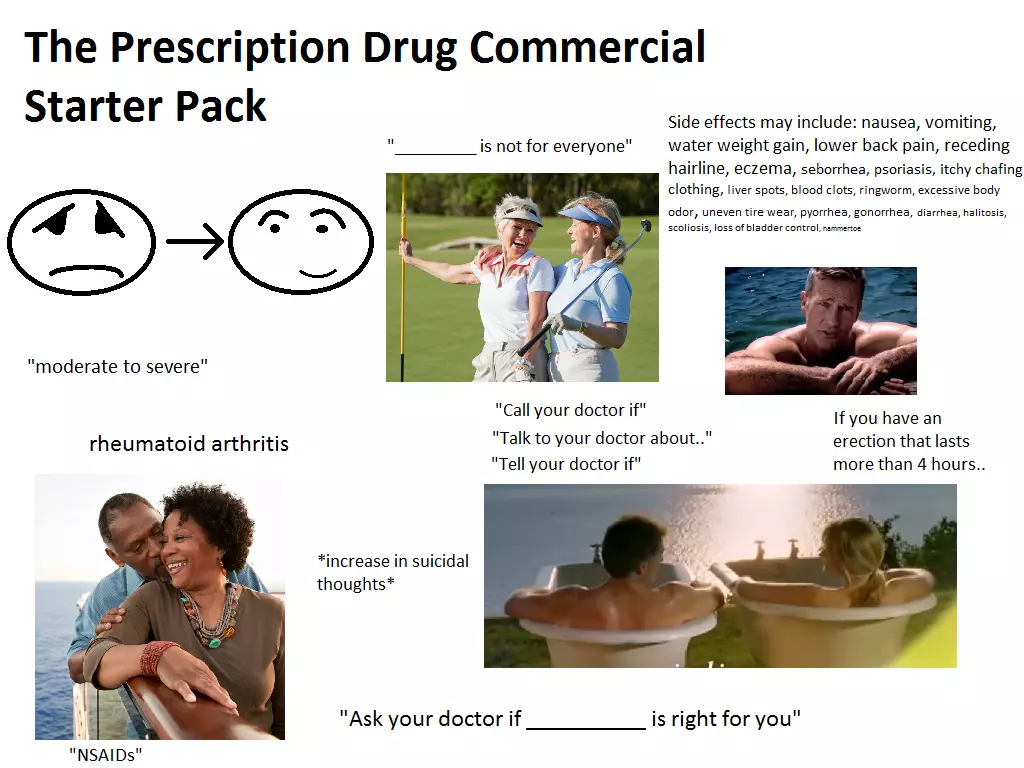 The Prescription Drug Commercial
Starter Pack
"_________ is not for everyone"
Side effects may include: nausea, vomiting,
water weight gain, lower back pain, receding
hairline, eczema, seborrhea, psoriasis, itchy chafing
clothing, liver spots, blood clots, ringworm, excessive body
odor, uneven tire wear, pyorrhea, gonorrhea, diarrhea, halitosis,
scoliosis, loss of bladder control, hammertoe
"moderate to severe"
"Call your doctor if"
"Talk to your doctor about.."
"Tell your doctor if"
If you have an
erection that lasts
more than 4 hours..
rheumatoid arthritis
*increase in suicidal
thoughts*
"Ask your doctor if __________ is right for you"
"NSAIDs"